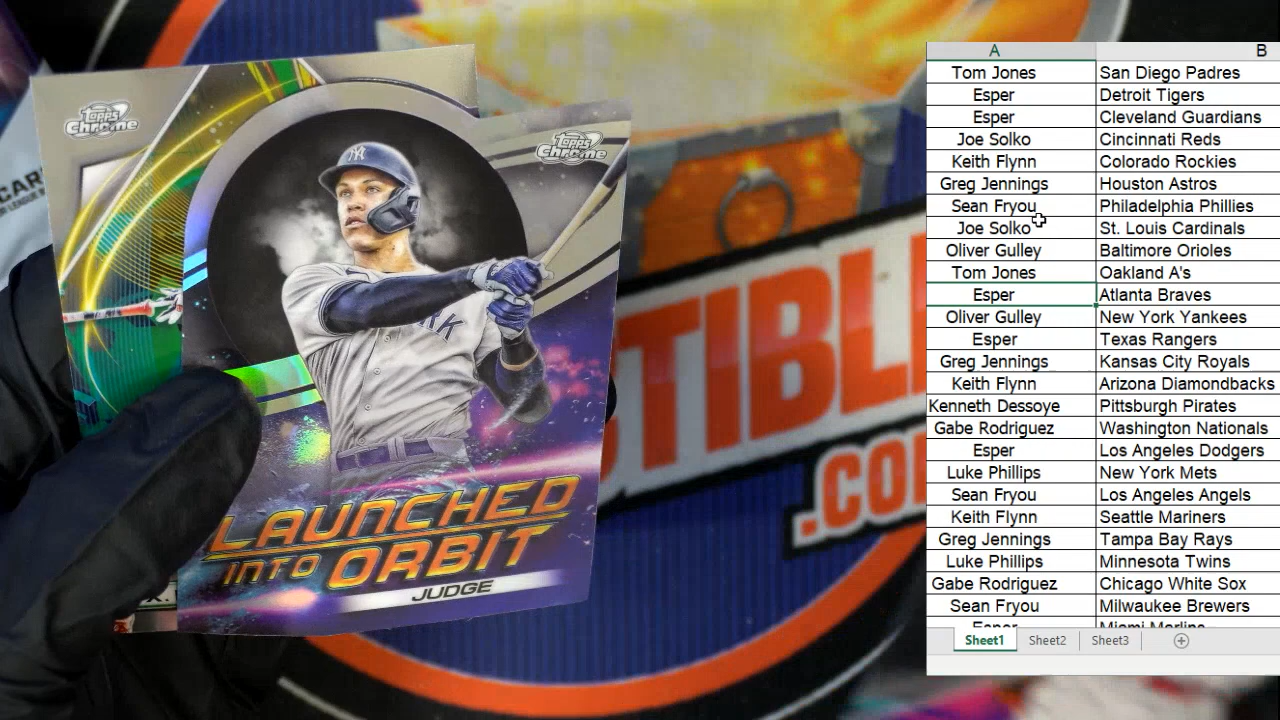 CAR
Topps
Chrome
Topps
Chrome
LAUNCHED
INTO ORBIT
JUDGE
STIBL
.CO
A B
Tom Jones San Diego Padres
Esper Detroit Tigers
Esper Cleveland Guardians
Joe Solko Cincinnati Reds
Keith Flynn Colorado Rockies
Greg Jennings Houston Astros
Sean Fryou Philadelphia Phillies
Joe Solko St. Louis Cardinals
Oliver Gulley Baltimore Orioles
Tom Jones Oakland A's
Esper Atlanta Braves
Oliver Gulley New York Yankees
Esper Texas Rangers
Greg Jennings Kansas City Royals
Keith Flynn Arizona Diamondbacks
Kenneth Dessoye Pittsburgh Pirates
Gabe Rodriguez Washington Nationals
Esper Los Angeles Dodgers
Luke Phillips New York Mets
Sean Fryou Los Angeles Angels
Keith Flynn Seattle Mariners
Greg Jennings Tampa Bay Rays
Luke Phillips Minnesota Twins
Gabe Rodriguez Chicago White Sox
Sean Fryou Milwaukee Brewers
Esper Miami Marlins
Sheet1 Sheet2 Sheet3